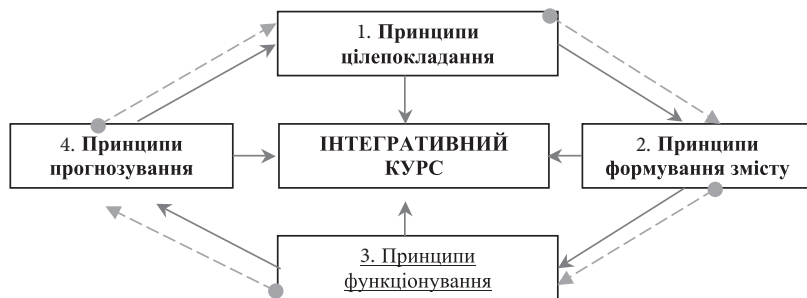 1. Принципи
цілепокладання
4. Принципи
прогнозування
ІНТЕГРАТИВНИЙ
КУРС
2. Принципи
формування змісту
3. Принципи
функціонування